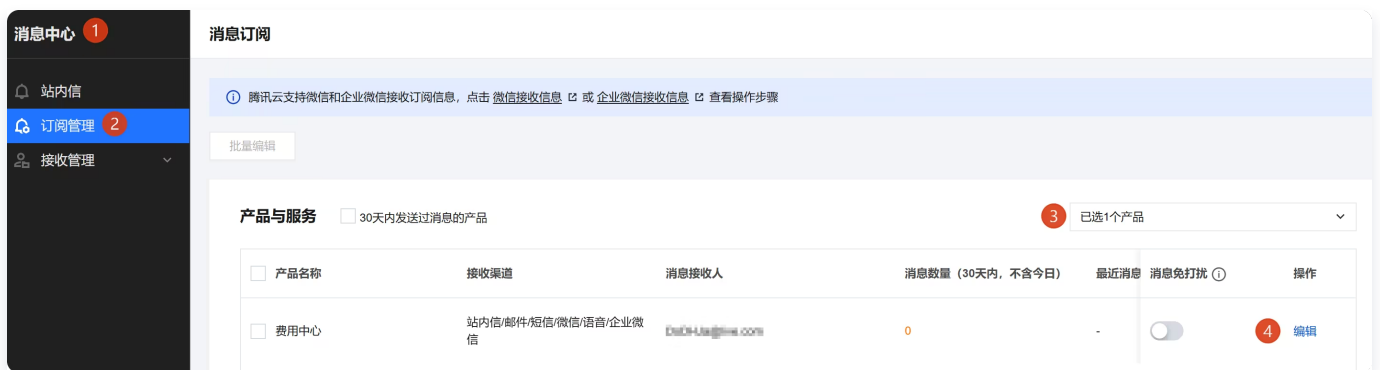 消息中心 1
消息订阅
站内信
腾讯云支持微信和企业微信接收订阅信息，点击 微信接收信息 或 企业微信接收信息 查看操作步骤
订阅管理 2
批量编辑
接收管理
产品与服务 30天内发送过消息的产品 3 已选1个产品
产品名称 接收渠道 消息接收人 消息数量（30天内，不含今日） 最近消息 消息免打扰 操作
费用中心 站内信/邮件/短信/微信/语音/企业微 0 - 4 编辑
信